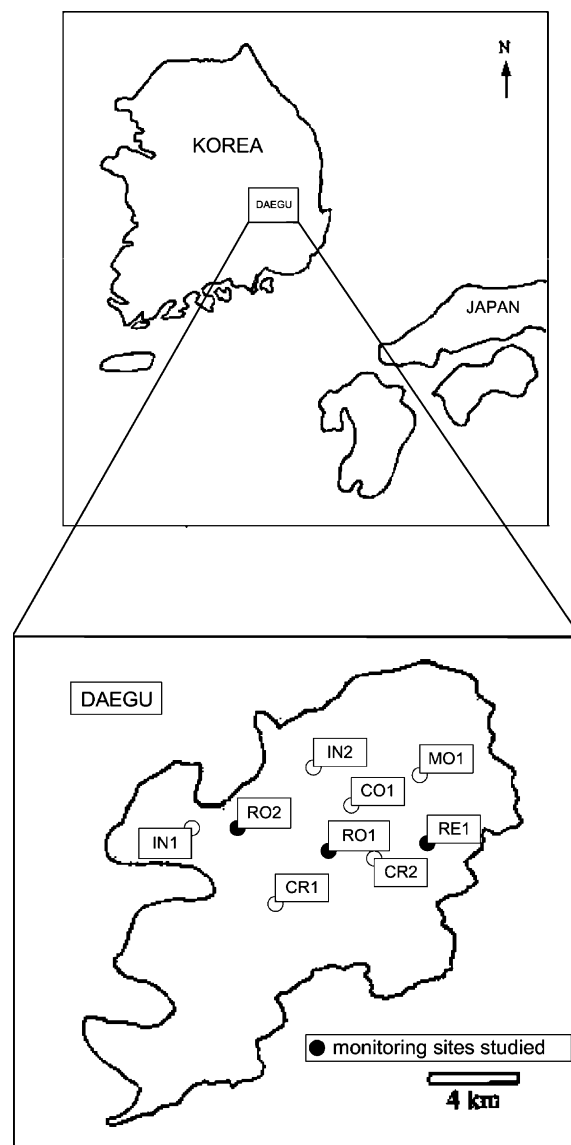 N
KOREA
DAEGU
JAPAN
DAEGU
IN2
MO1
CO1
RO2
IN1
RO1
RE1
CR2
CR1
monitoring sites studied
4 km